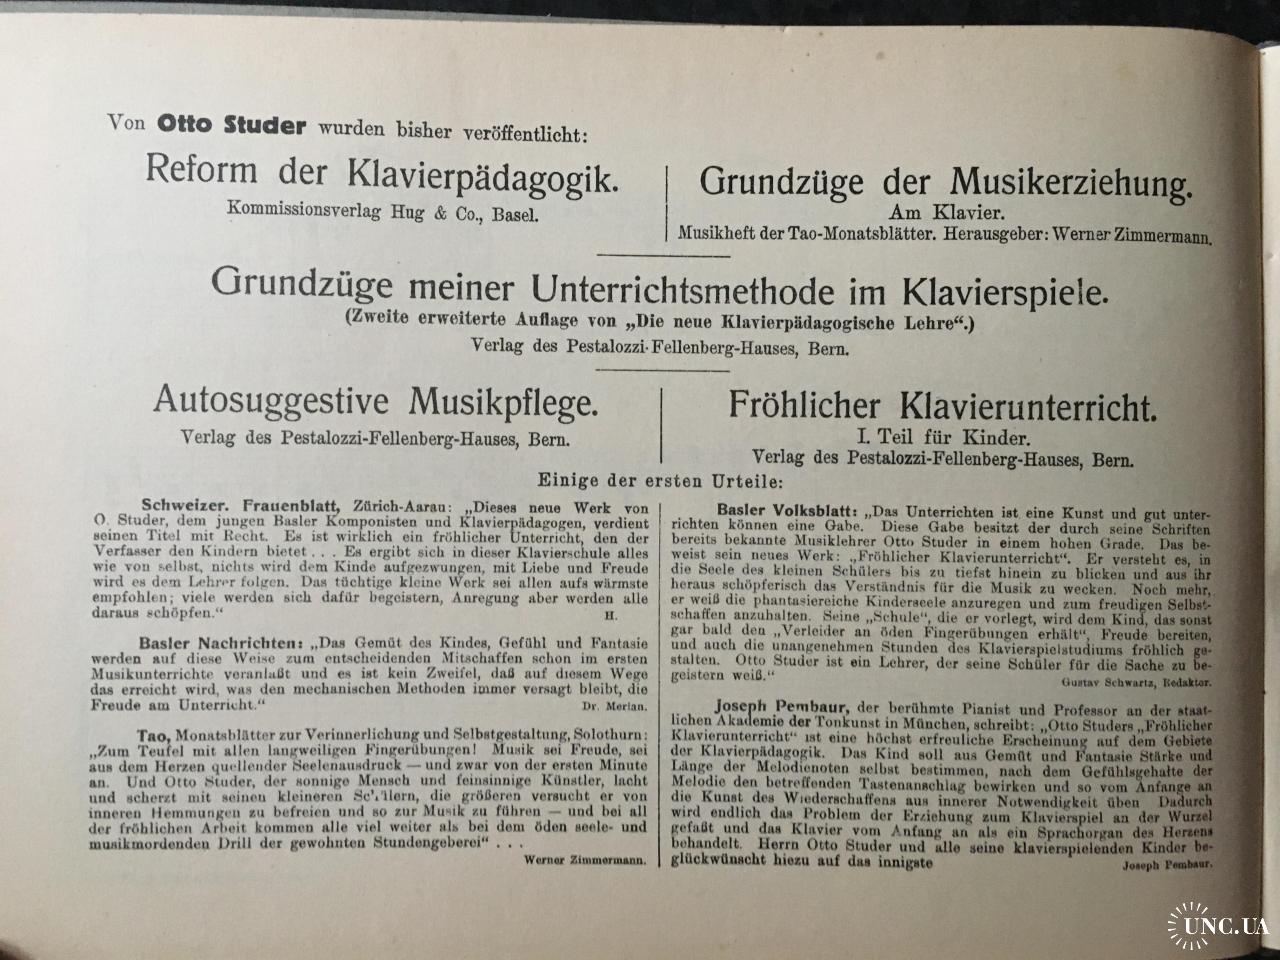 Von Otto Studer wurden bisher veröffentlicht:
Reform der Klavierpädagogik.
Kommissionsverlag Hug & Co., Basel.
Grundzüge der Musikerziehung.
Am Klavier.
Musikheft der Tao-Monatsblätter. Herausgeber: Werner Zimmermann.
Grundzüge meiner Unterrichtsmethode im Klavierspiele.
(Zweite erweiterte Auflage von „Die neue Klavierpädagogische Lehre“.)
Verlag des Pestalozzi-Fellenberg-Hauses, Bern.
Autosuggestive Musikpflege.
Verlag des Pestalozzi-Fellenberg-Hauses, Bern.
Fröhlicher Klavierunterricht.
I. Teil für Kinder.
Verlag des Pestalozzi-Fellenberg-Hauses, Bern.
Einige der ersten Urteile:
Schweizer. Frauenblatt, Zürich-Aarau: „Dieses neue Werk von
O. Studer, dem jungen Basler Komponisten und Klavierpädagogen, verdient
seinen Titel mit Recht. Es ist wirklich ein fröhlicher Unterricht, den der
Verfasser den Kindern bietet . . . Es ergibt sich in dieser Klavierschule alles
wie von selbst, nichts wird dem Kinde aufgezwungen, mit Liebe und Freude
wird es dem Lehrer folgen. Das tüchtige kleine Werk sei allen aufs wärmste
empfohlen; viele werden sich dafür begeistern, Anregung aber werden alle
daraus schöpfen.“ H.
Basler Nachrichten: „Das Gemüt des Kindes, Gefühl und Fantasie
werden auf diese Weise zum entscheidenden Mitschaffen schon im ersten
Musikunterrichte veranlaßt und es ist kein Zweifel, daß auf diesem Wege
das erreicht wird, was den mechanischen Methoden immer versagt bleibt, die
Freude am Unterricht.“ Dr. Merian.
Tao, Monatsblätter zur Verinnerlichung und Selbstgestaltung, Solothurn:
„Zum Teufel mit allen langweiligen Fingerübungen! Musik sei Freude, sei
aus dem Herzen quellender Seelenausdruck — und zwar von der ersten Minute
an. Und Otto Studer, der sonnige Mensch und feinsinnige Künstler, lacht
und scherzt mit seinen kleineren Schülern, die größeren versucht er von
inneren Hemmungen zu befreien und so zur Musik zu führen — und bei all
der fröhlichen Arbeit kommen alle viel weiter als bei dem öden seele- und
musikmordenden Drill der gewohnten Stundengeberei“ . . .
Werner Zimmermann.
Basler Volksblatt: „Das Unterrichten ist eine Kunst und gut unter-
richten können eine Gabe. Diese Gabe besitzt der durch seine Schriften
bereits bekannte Musiklehrer Otto Studer in einem hohen Grade. Das be-
weist sein neues Werk: „Fröhlicher Klavierunterricht“. Er versteht es, in
die Seele des kleinen Schülers bis zu tiefst hinein zu blicken und aus ihr
heraus schöpferisch das Verständnis für die Musik zu wecken. Noch mehr,
er weiß die phantasiereiche Kinderseele anzuregen und zum freudigen Selbst-
schaffen anzuhalten. Seine „Schule“, die er vorlegt, wird dem Kind, das sonst
gar bald den „Verleider an öden Fingerübungen erhält“, Freude bereiten,
und auch die unangenehmen Stunden des Klavierspielstudiums fröhlich ge-
stalten. Otto Studer ist ein Lehrer, der seine Schüler für die Sache zu be-
geistern weiß.“
Gustav Schwartz, Redaktor.
Joseph Pembaur, der berühmte Pianist und Professor an der staat-
lichen Akademie der Tonkunst in München, schreibt: „Otto Studers „Fröhlicher
Klavierunterricht“ ist eine höchst erfreuliche Erscheinung auf dem Gebiete
der Klavierpädagogik. Das Kind soll aus Gemüt und Fantasie Stärke und
Länge der Melodienoten selbst bestimmen, nach dem Gefühlsgehalte der
Melodie den betreffenden Tastenanschlag bewirken und so vom Anfange an
die Kunst des Wiederschaffens aus innerer Notwendigkeit üben Dadurch
wird endlich das Problem der Erziehung zum Klavierspiel an der Wurzel
gefaßt und das Klavier vom Anfang an als ein Sprachorgan des Herzens
behandelt. Herrn Otto Studer und alle seine klavierspielenden Kinder be-
glückwünscht hiezu auf das innigste Joseph Pembaur.
UNC.UA